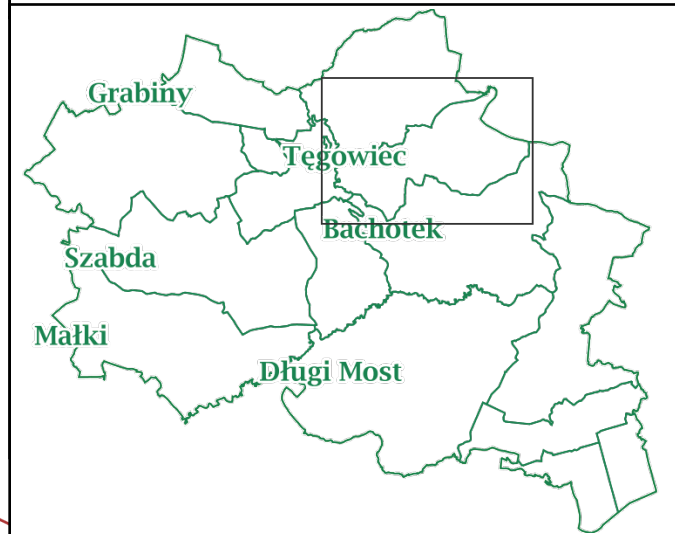 Grabiny
Tęgowiec
Bachotek
Szabda
Małki
Długi Most